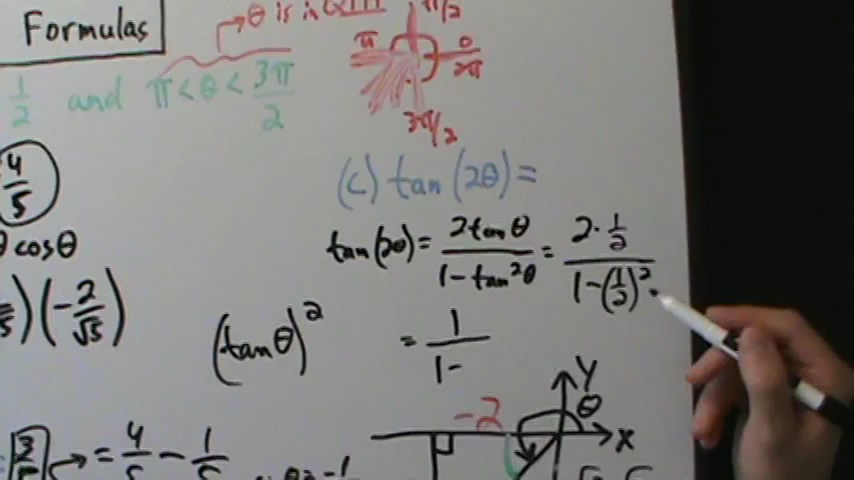 Formulas
θ is in QIII
π/2
π
0
2π
3π/2
1/2 and π < θ < 3π/2
4/5
(c) tan(2θ) =
θ cosθ
tan(2θ) = 2tanθ / 1 - tan²θ = 2·1/2 / 1-(1/2)²
)(-2/√5)
(tanθ)²
= 1 / 1-
Y
θ
-2
X
= 4/5 - 1/5